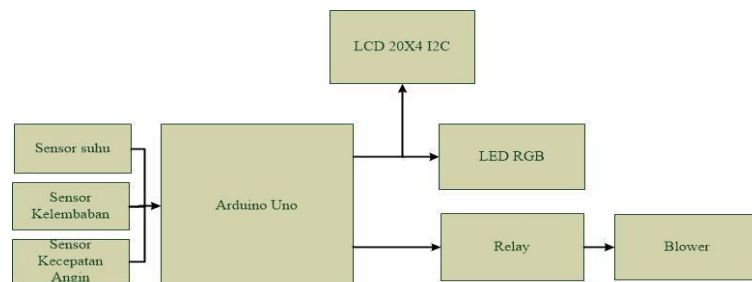 LCD 20X4 I2C
Sensor suhu
Sensor
Kelembaban
Sensor
Kecepatan
Angin
Arduino Uno
LED RGB
Relay
Blower